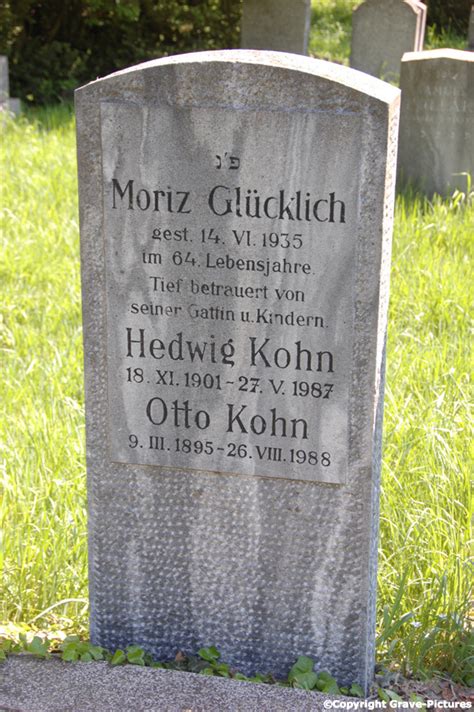 פ״נ
Moriz Glücklich
gest. 14. VI. 1935
im 64. Lebensjahre.
Tief betrauert von
seiner Gattin u. Kindern.
Hedwig Kohn
18. XI. 1901 - 27. V. 1987
Otto Kohn
9. III. 1895 - 26. VIII. 1988
©Copyright Grave-Pictures